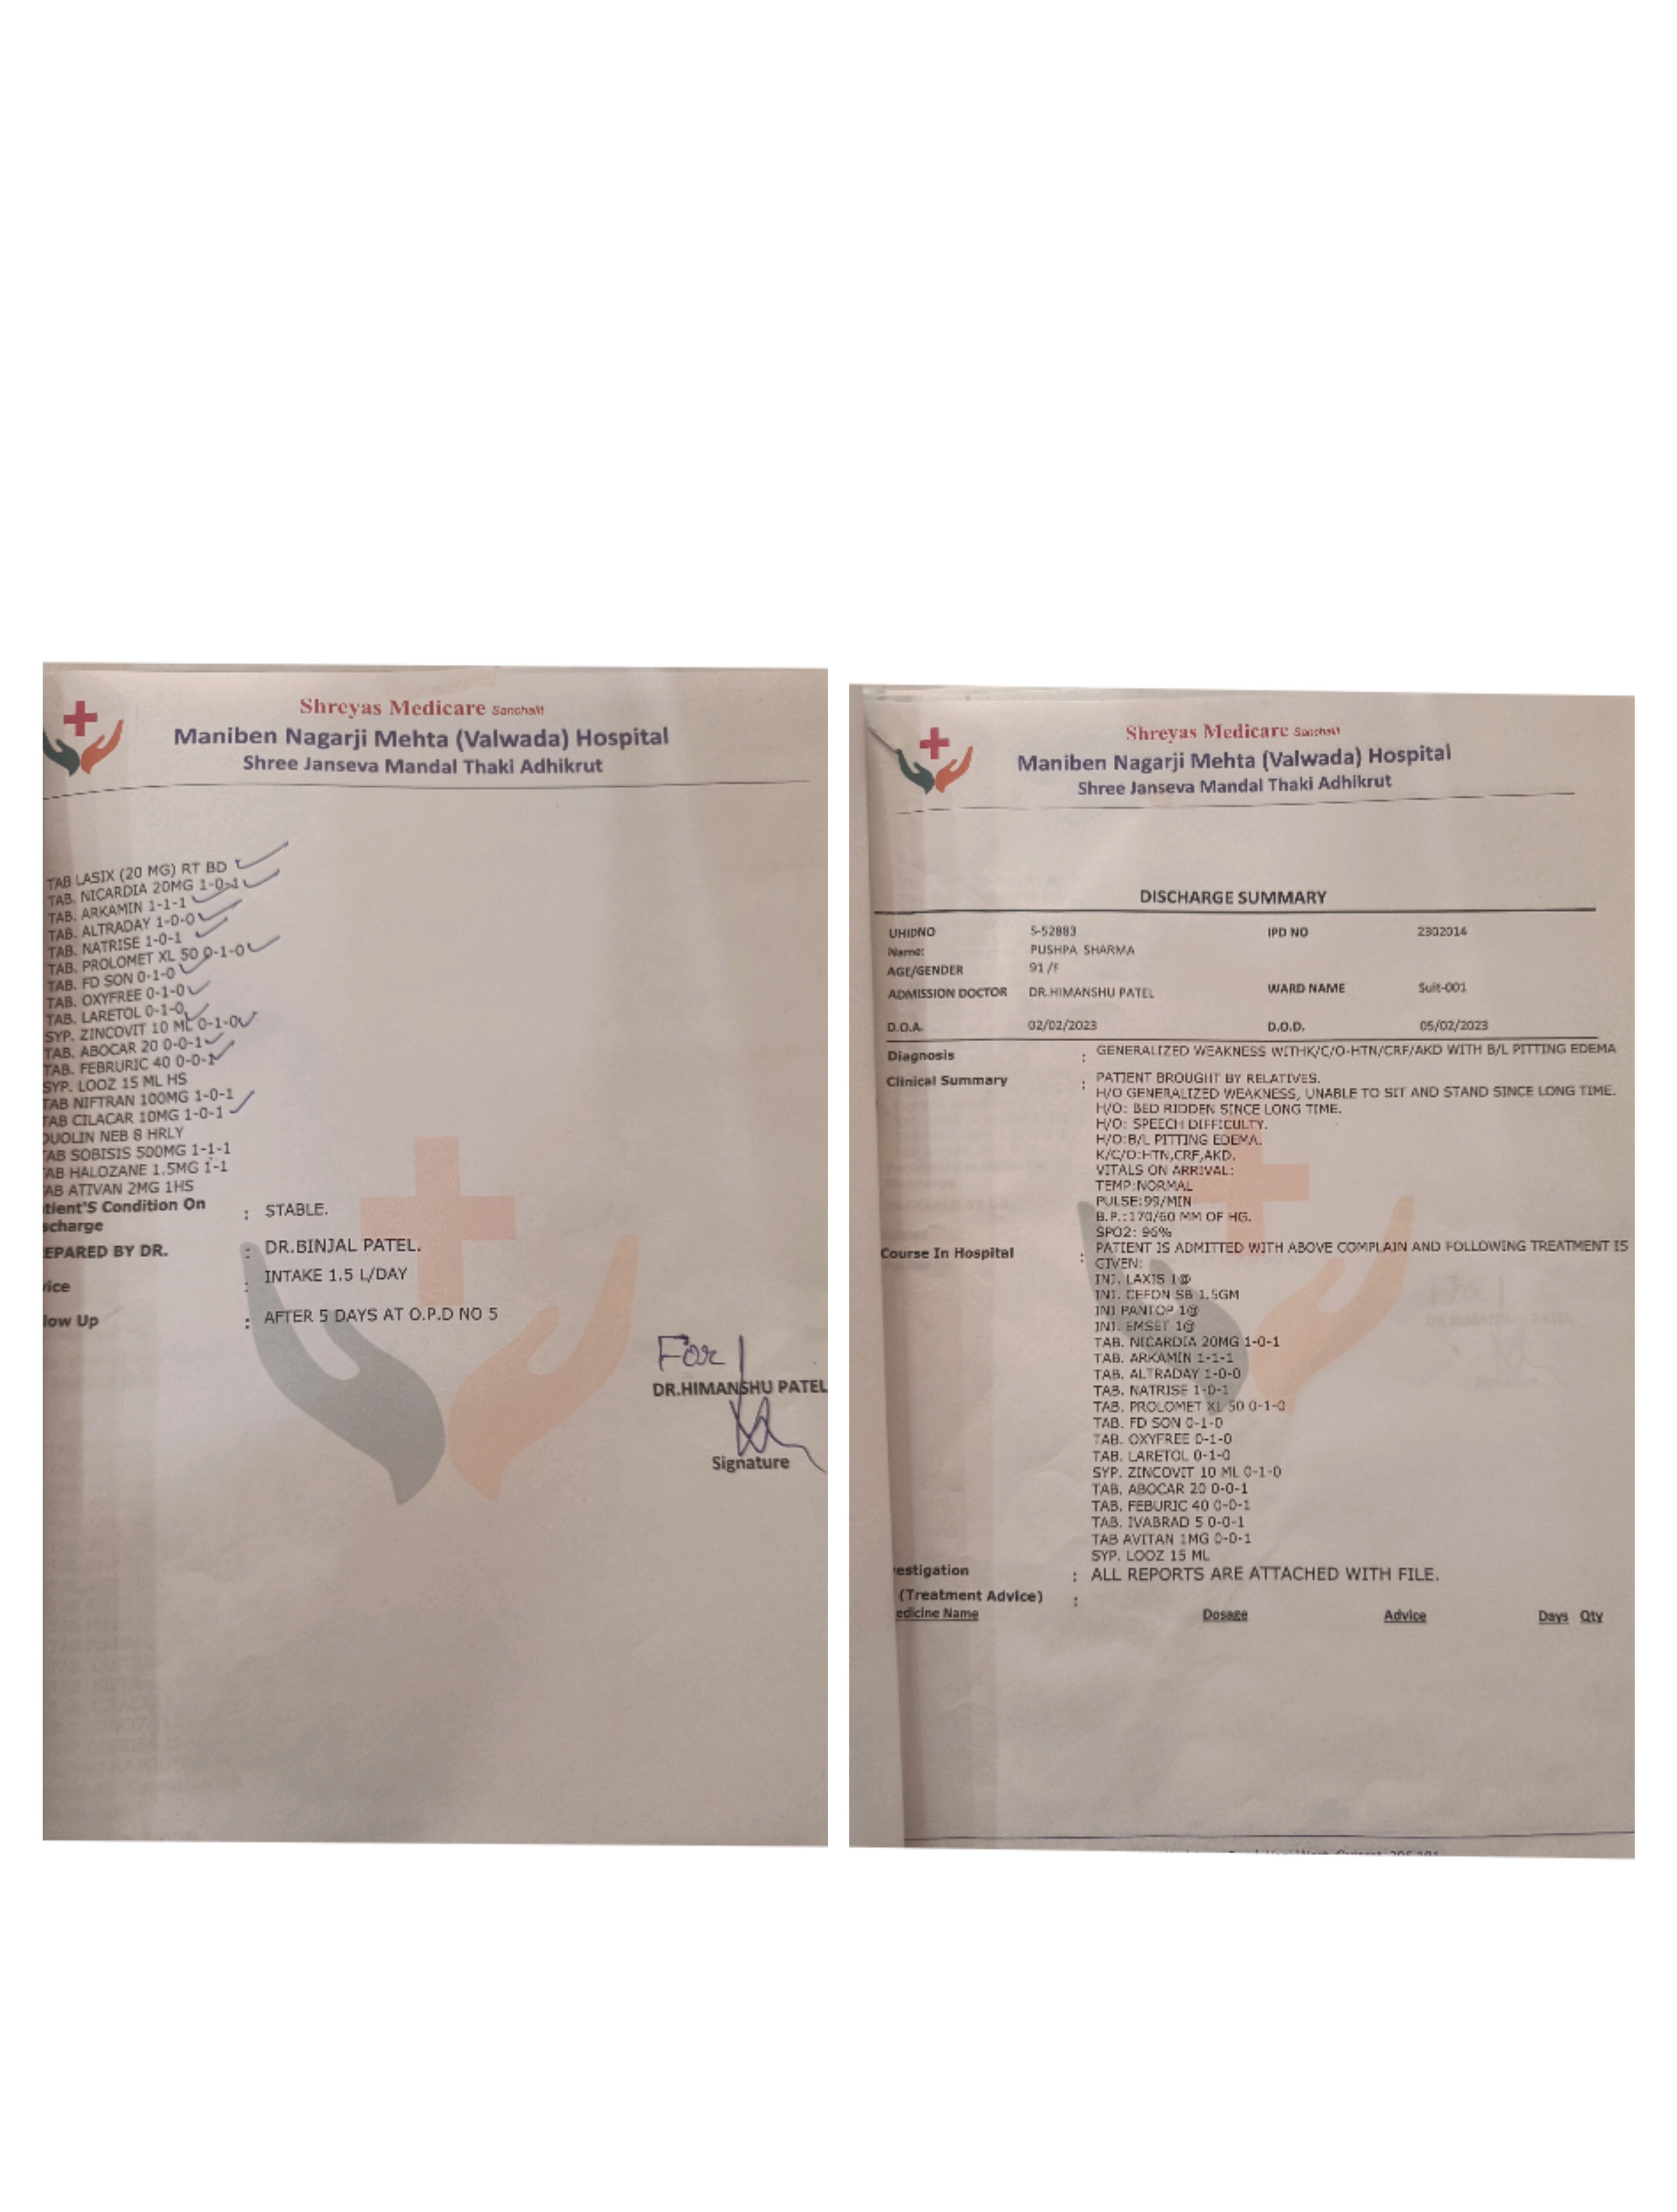 Shreyas Medicare Sanchalit
Maniben Nagarji Mehta (Valwada) Hospital
Shree Janseva Mandal Thaki Adhikrut
TAB LASIX (20 MG) RT BD
TAB. NICARDIA 20MG 1-0-1
TAB. ARKAMIN 1-1-1
TAB. ALTRADAY 1-0-0
TAB. NATRISE 1-0-1
TAB. PROLOMET XL 50 0-1-0
TAB. FD SON 0-1-0
TAB. OXYFREE 0-1-0
TAB. LARETOL 0-1-0
SYP. ZINCOVIT 10 ML 0-1-0
TAB. ABOCAR 20 0-0-1
TAB. FEBRURIC 40 0-0-1
SYP. LOOZ 15 ML HS
TAB NIFTRAN 100MG 1-0-1
TAB CILACAR 10MG 1-0-1
DUOLIN NEB 8 HRLY
TAB SOBISIS 500MG 1-1-1
AB HALOZANE 1.5MG 1-1
AB ATIVAN 2MG 1HS
tient'S Condition On : STABLE.
scharge
EPARED BY DR. : DR.BINJAL PATEL.
vice : INTAKE 1.5 L/DAY
low Up : AFTER 5 DAYS AT O.P.D NO 5
For
DR.HIMANSHU PATEL
Signature
Shreyas Medicare Sanchalit
Maniben Nagarji Mehta (Valwada) Hospital
Shree Janseva Mandal Thaki Adhikrut
DISCHARGE SUMMARY
UHIDNO S-52883 IPD NO 2302014
Name: PUSHPA SHARMA
AGE/GENDER 91 /F
ADMISSION DOCTOR DR.HIMANSHU PATEL WARD NAME Suit-001
D.O.A. 02/02/2023 D.O.D. 05/02/2023
Diagnosis : GENERALIZED WEAKNESS WITHK/C/O-HTN/CRF/AKD WITH B/L PITTING EDEMA
Clinical Summary : PATIENT BROUGHT BY RELATIVES.
H/O GENERALIZED WEAKNESS, UNABLE TO SIT AND STAND SINCE LONG TIME.
H/O: BED RIDDEN SINCE LONG TIME.
H/O: SPEECH DIFFICULTY.
H/O:B/L PITTING EDEMA.
K/C/O:HTN,CRF,AKD.
VITALS ON ARRIVAL:
TEMP:NORMAL
PULSE:99/MIN
B.P.:170/60 MM OF HG.
SPO2: 96%
Course In Hospital : PATIENT IS ADMITTED WITH ABOVE COMPLAIN AND FOLLOWING TREATMENT IS
GIVEN:
INJ. LAXIS 1@
INJ. CEFON SB 1.5GM
INJ PANTOP 1@
INJ. EMSET 1@
TAB. NICARDIA 20MG 1-0-1
TAB. ARKAMIN 1-1-1
TAB. ALTRADAY 1-0-0
TAB. NATRISE 1-0-1
TAB. PROLOMET XL 50 0-1-0
TAB. FD SON 0-1-0
TAB. OXYFREE 0-1-0
TAB. LARETOL 0-1-0
SYP. ZINCOVIT 10 ML 0-1-0
TAB. ABOCAR 20 0-0-1
TAB. FEBURIC 40 0-0-1
TAB. IVABRAD 5 0-0-1
TAB AVITAN 1MG 0-0-1
SYP. LOOZ 15 ML
estigation : ALL REPORTS ARE ATTACHED WITH FILE.
(Treatment Advice) :
edicine Name Dosage Advice Days Qty